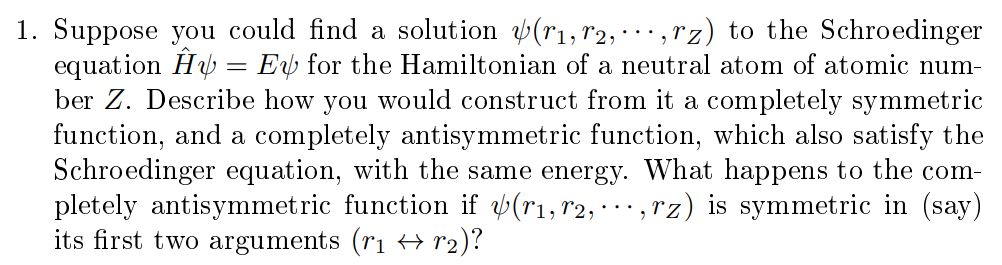 1. Suppose you could find a solution ψ(r₁, r₂, ⋯, r_Z) to the Schroedinger
equation Ĥψ = Eψ for the Hamiltonian of a neutral atom of atomic num-
ber Z. Describe how you would construct from it a completely symmetric
function, and a completely antisymmetric function, which also satisfy the
Schroedinger equation, with the same energy. What happens to the com-
pletely antisymmetric function if ψ(r₁, r₂, ⋯, r_Z) is symmetric in (say)
its first two arguments (r₁ ↔ r₂)?